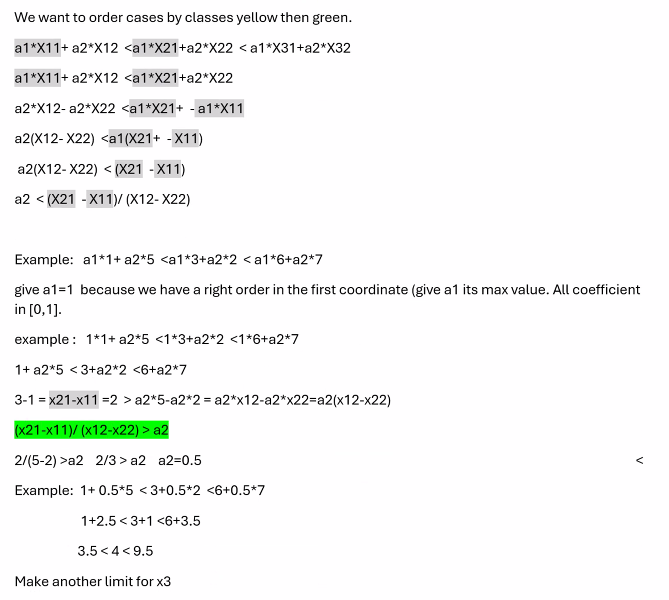 We want to order cases by classes yellow then green.
a1*X11+ a2*X12 <a1*X21+a2*X22 < a1*X31+a2*X32
a1*X11+ a2*X12 <a1*X21+a2*X22
a2*X12- a2*X22 <a1*X21+ - a1*X11
a2(X12- X22) <a1(X21+ - X11)
a2(X12- X22) < (X21 - X11)
a2 < (X21 - X11)/ (X12- X22)
Example: a1*1+ a2*5 <a1*3+a2*2 < a1*6+a2*7
give a1=1 because we have a right order in the first coordinate (give a1 its max value. All coefficient
in [0,1].
example : 1*1+ a2*5 <1*3+a2*2 <1*6+a2*7
1+ a2*5 < 3+a2*2 <6+a2*7
3-1 = x21-x11 =2 > a2*5-a2*2 = a2*x12-a2*x22=a2(x12-x22)
(x21-x11)/ (x12-x22) > a2
2/(5-2) >a2 2/3 > a2 a2=0.5 <
Example: 1+ 0.5*5 < 3+0.5*2 <6+0.5*7
1+2.5 < 3+1 <6+3.5
3.5 < 4 < 9.5
Make another limit for x3